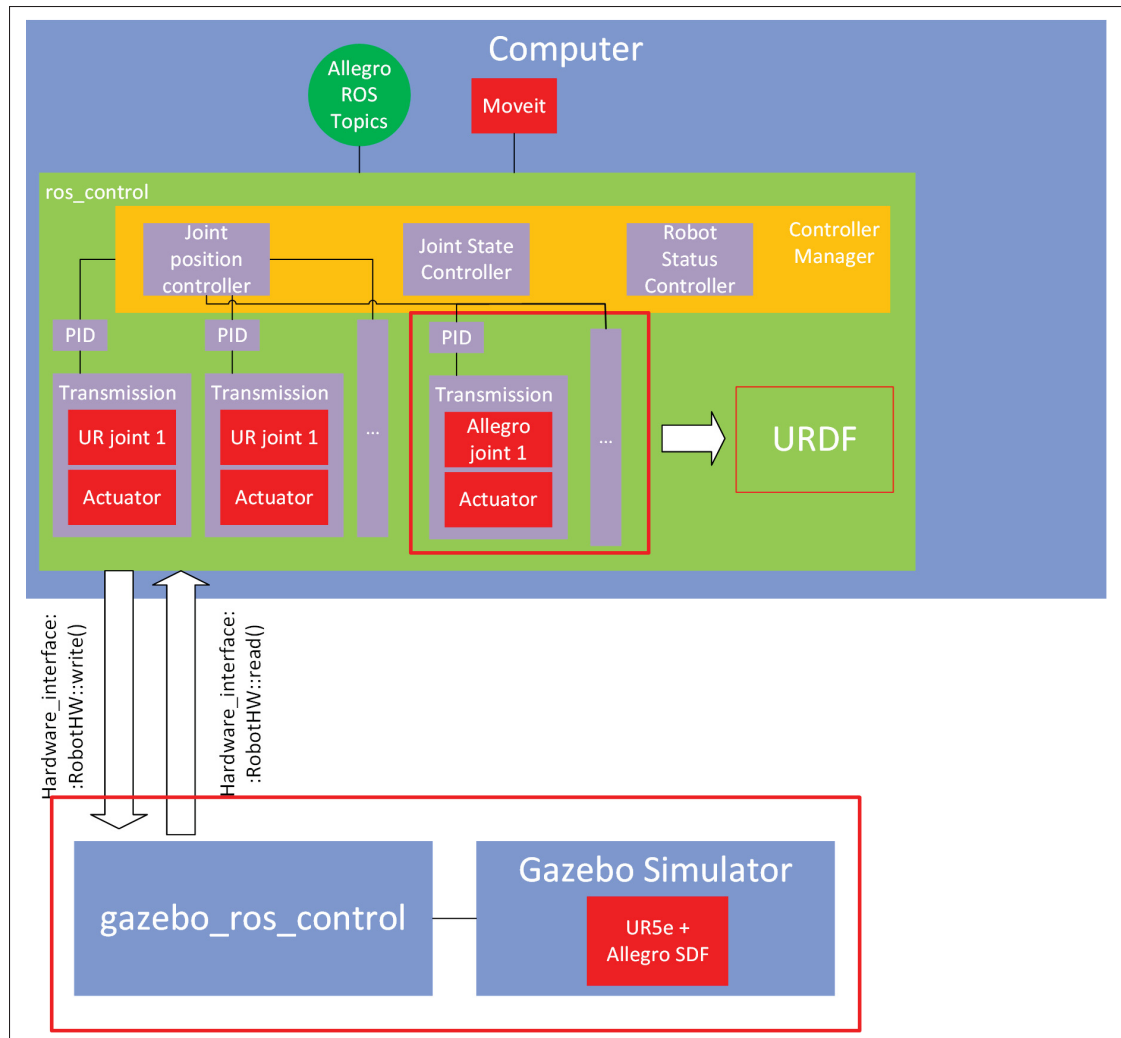 Computer
Allegro
ROS
Topics
Moveit
ros_control
Joint
position
controller
Joint State
Controller
Robot
Status
Controller
Controller
Manager
PID
PID
...
PID
...
Transmission
UR joint 1
Actuator
Transmission
UR joint 1
Actuator
Transmission
Allegro
joint 1
Actuator
URDF
Hardware_interface:
:RobotHW::write()
Hardware_interface:
:RobotHW::read()
gazebo_ros_control
Gazebo Simulator
UR5e +
Allegro SDF